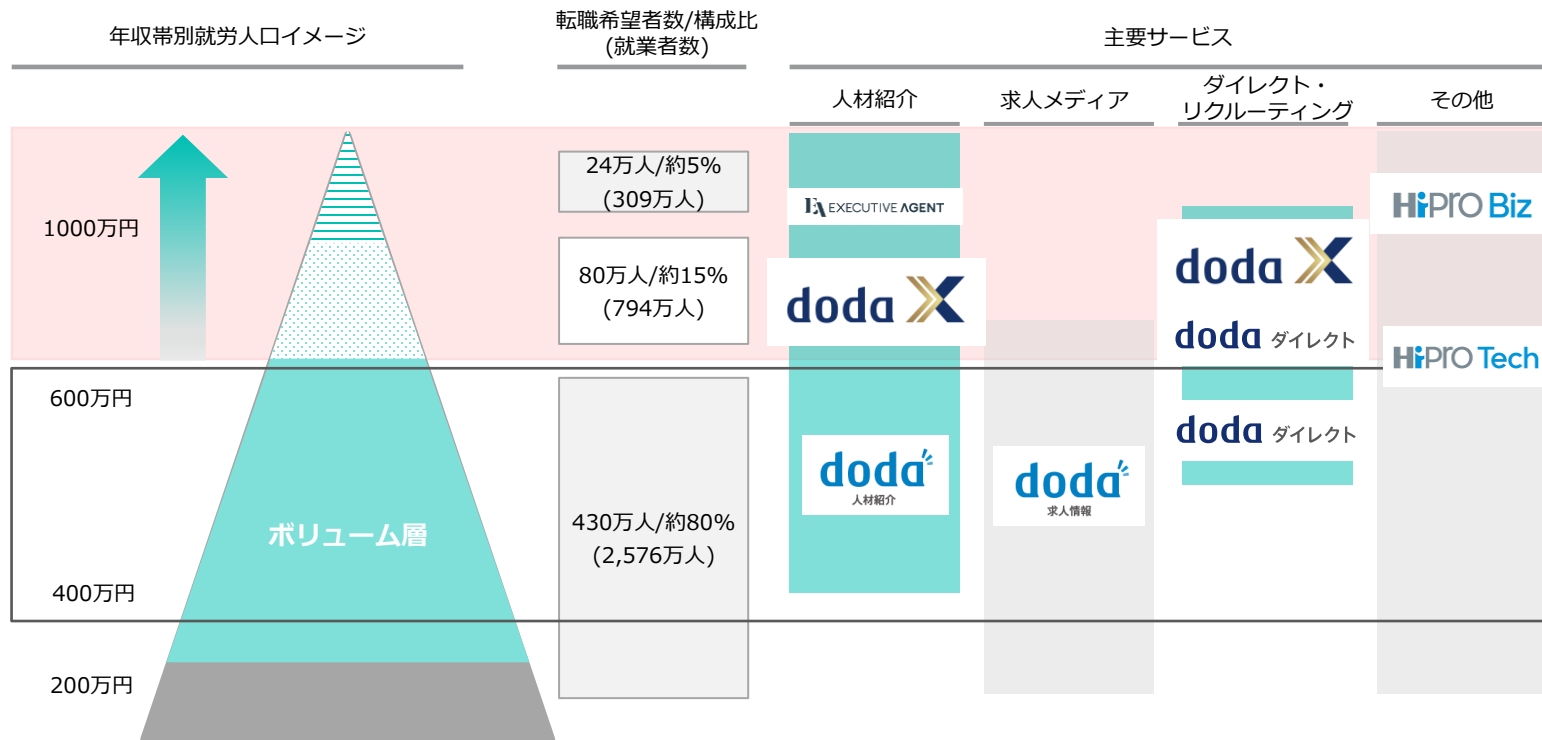 年収帯別就労人口イメージ
転職希望者数/構成比
(就業者数)
主要サービス
人材紹介
求人メディア
ダイレクト・
リクルーティング
その他
1000万円
600万円
400万円
200万円
ボリューム層
24万人/約5%
(309万人)
80万人/約15%
(794万人)
430万人/約80%
(2,576万人)
EA EXECUTIVE AGENT
doda X
doda
人材紹介
doda
求人情報
doda X
doda ダイレクト
doda ダイレクト
HiPRO Biz
HiPRO Tech